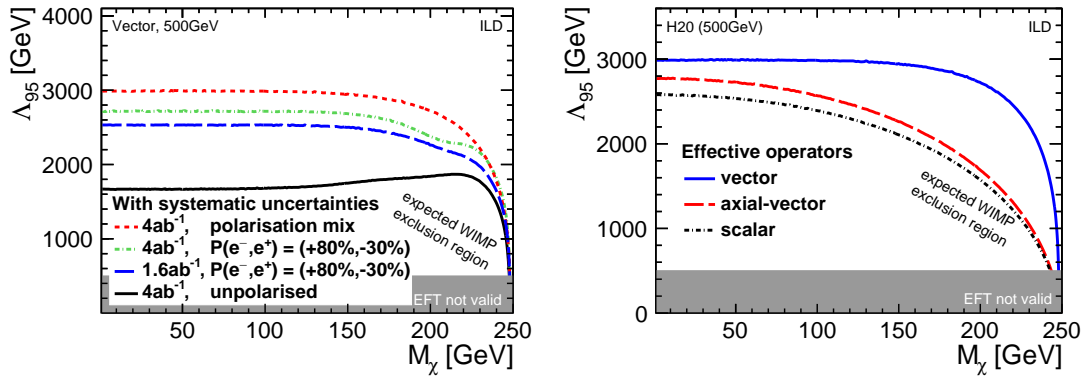 Λ₉₅ [GeV]
4000
3000
2000
1000
Vector, 500GeV
ILD
expected WIMP
exclusion region
With systematic uncertainties
4ab⁻¹, polarisation mix
4ab⁻¹, P(e⁻,e⁺) = (+80%,-30%)
1.6ab⁻¹, P(e⁻,e⁺) = (+80%,-30%)
4ab⁻¹, unpolarised
EFT not valid
50 100 150 200 250
Mχ [GeV]
Λ₉₅ [GeV]
3000
2000
1000
0
H20 (500GeV)
ILD
Effective operators
vector
axial-vector
scalar
expected WIMP
exclusion region
EFT not valid
50 100 150 200 250
Mχ [GeV]